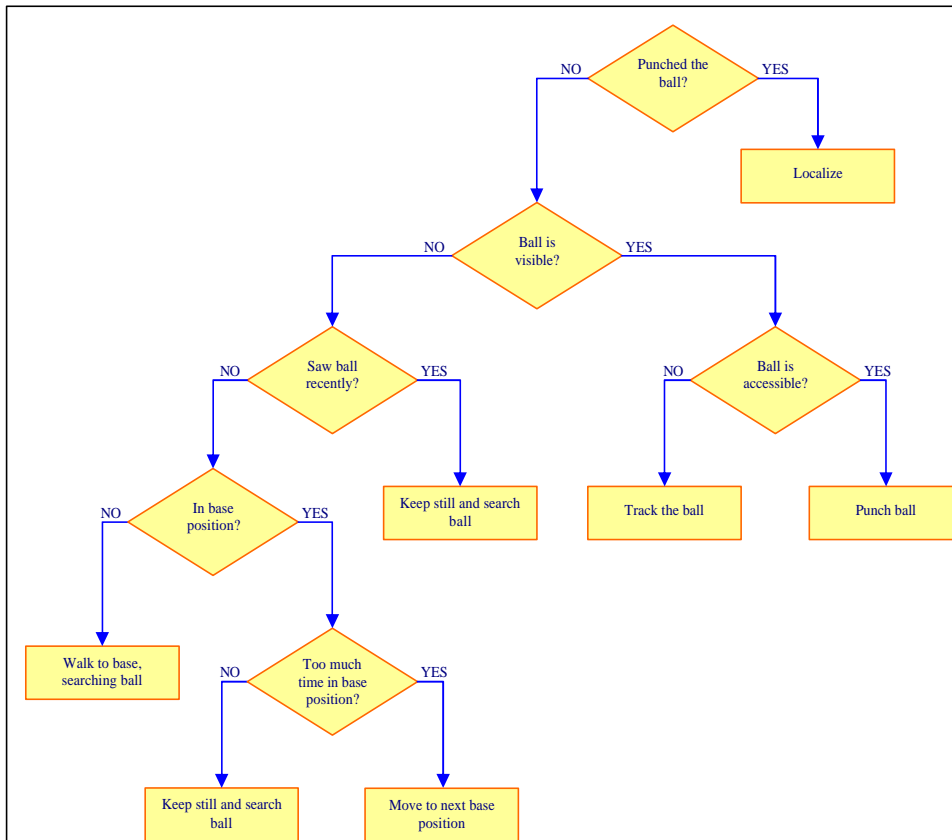 Punched the
ball?
NO
YES
Localize
Ball is
visible?
NO
YES
Saw ball
recently?
NO
YES
Ball is
accessible?
NO
YES
In base
position?
NO
YES
Keep still and search
ball
Track the ball
Punch ball
Walk to base,
searching ball
Too much
time in base
position?
NO
YES
Keep still and search
ball
Move to next base
position